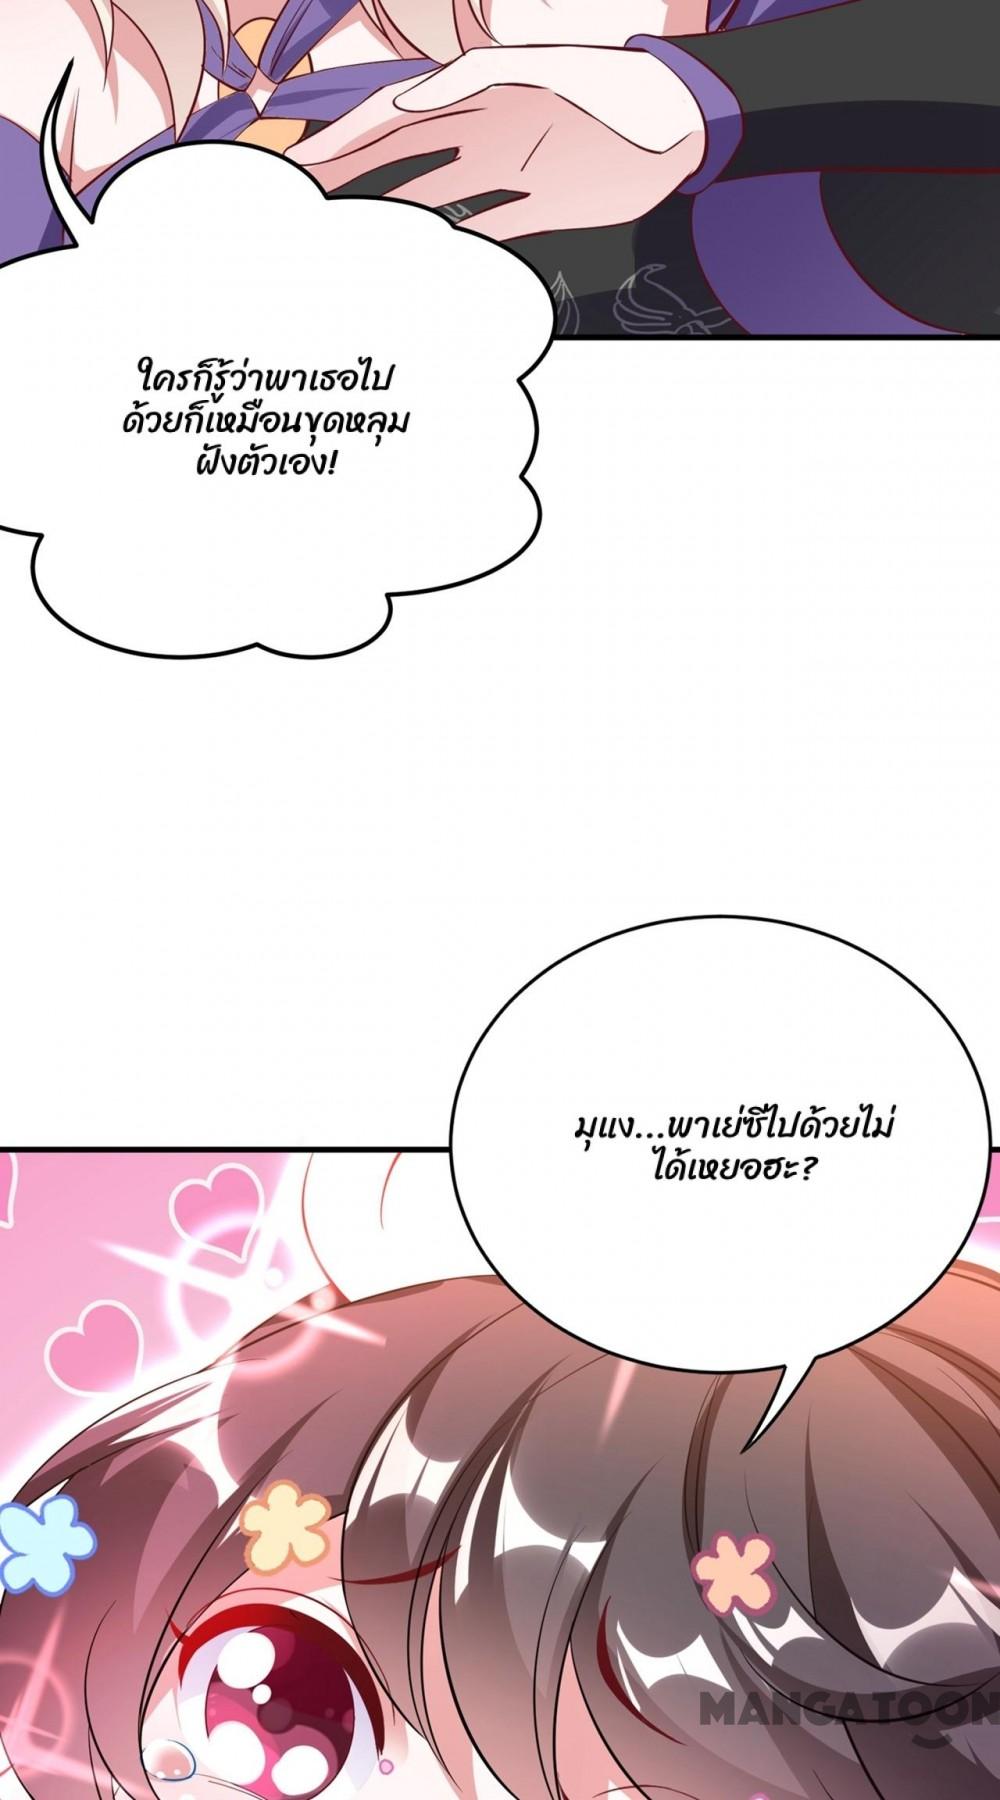 ใครก็รู้ว่าพาเธอไป
ด้วยก็เหมือนขุดหลุม
ฝังตัวเอง!
มุแง...พาเย่ซีไปด้วยไม่
ได้เหยอฮะ?
MANGATOON